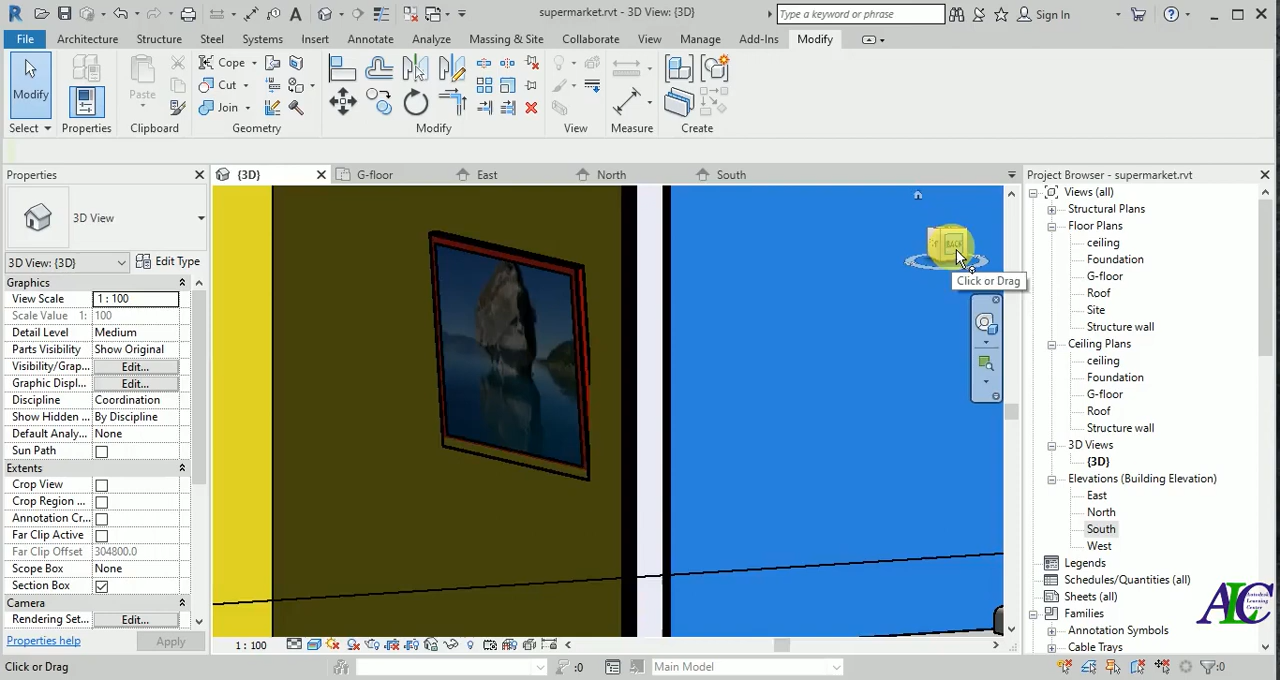 supermarket.rvt - 3D View: {3D}
Type a keyword or phrase
Sign In
File Architecture Structure Steel Systems Insert Annotate Analyze Massing & Site Collaborate View Manage Add-Ins Modify
Modify
Properties
Paste
Cope
Cut
Join
Select Properties Clipboard Geometry Modify View Measure Create
Properties
{3D} G-floor East North South
Project Browser - supermarket.rvt
3D View
3D View: {3D} Edit Type
Graphics
View Scale 1 : 100
Scale Value 1: 100
Detail Level Medium
Parts Visibility Show Original
Visibility/Grap... Edit...
Graphic Displ... Edit...
Discipline Coordination
Show Hidden ... By Discipline
Default Analy... None
Sun Path
Extents
Crop View
Crop Region ...
Annotation Cr...
Far Clip Active
Far Clip Offset 304800.0
Scope Box None
Section Box
Camera
Rendering Set... Edit...
Properties help Apply
BACK
Click or Drag
Views (all)
Structural Plans
Floor Plans
ceiling
Foundation
G-floor
Roof
Site
Structure wall
Ceiling Plans
ceiling
Foundation
G-floor
Roof
Structure wall
3D Views
{3D}
Elevations (Building Elevation)
East
North
South
West
Legends
Schedules/Quantities (all)
Sheets (all)
Families
Annotation Symbols
Cable Trays
ALC
Autodesk
Learning
Center
1 : 100
Click or Drag
:0
Main Model
:0